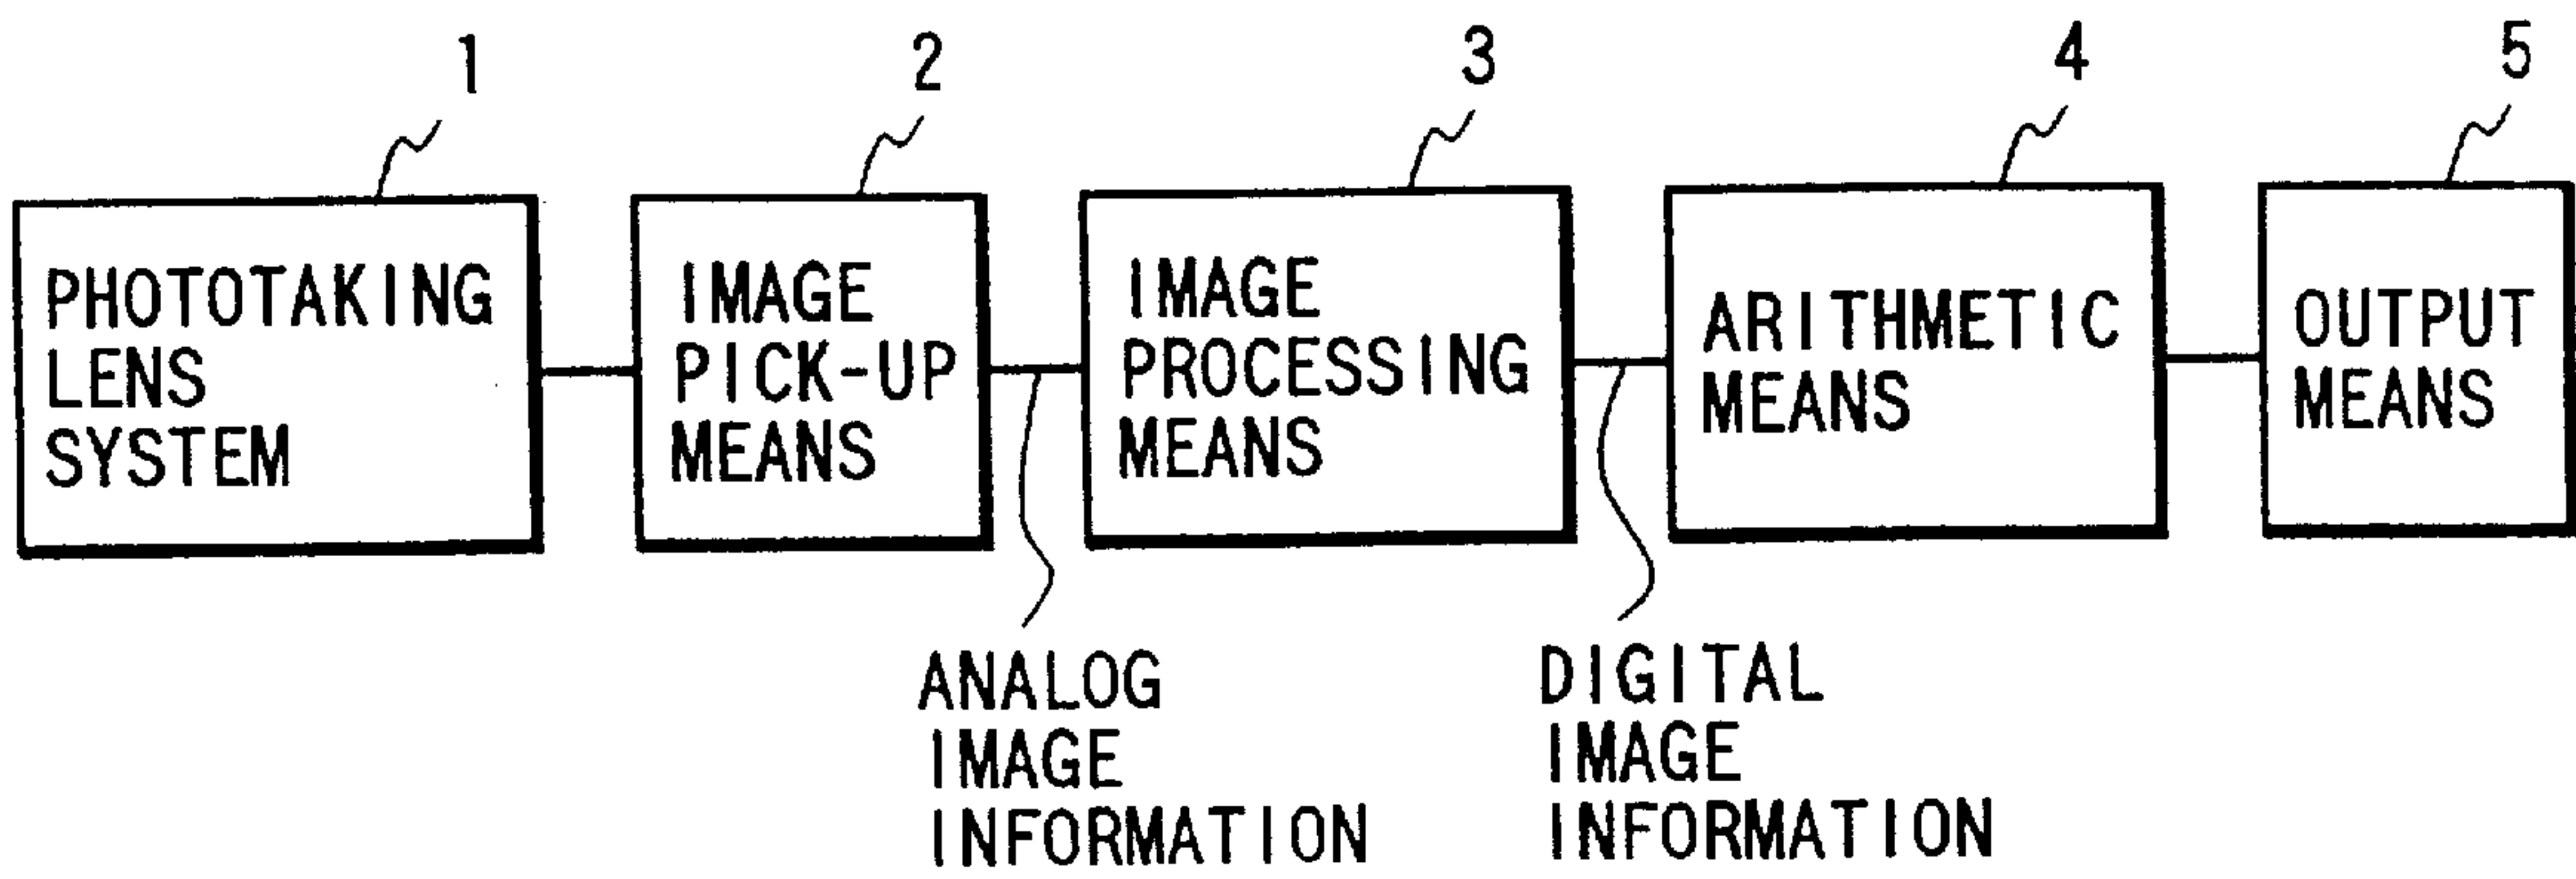 1
2
3
4
5
PHOTOTAKING
LENS
SYSTEM
IMAGE
PICK-UP
MEANS
IMAGE
PROCESSING
MEANS
ARITHMETIC
MEANS
OUTPUT
MEANS
ANALOG
IMAGE
INFORMATION
DIGITAL
IMAGE
INFORMATION